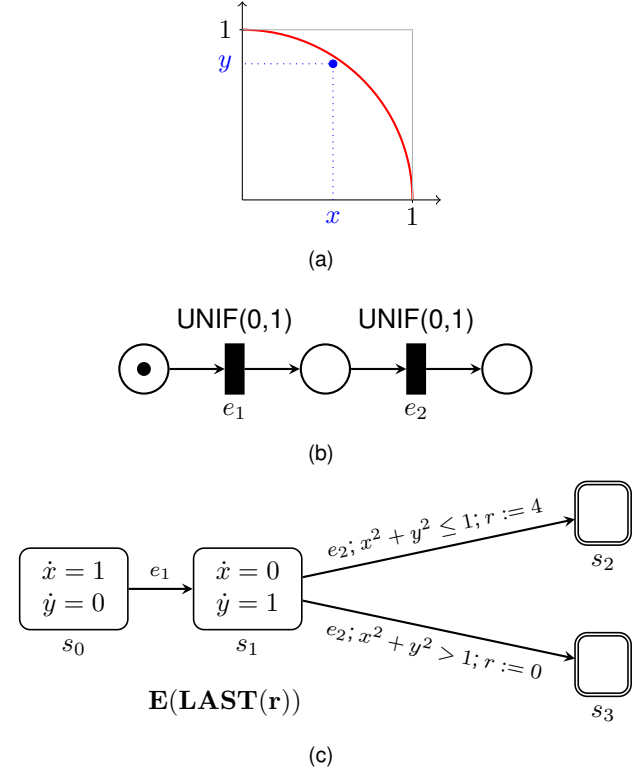 1
y
x
1
(a)
UNIF(0,1) UNIF(0,1)
e₁ e₂
(b)
e₂; x² + y² ≤ 1; r := 4
s₂
ẋ = 1
ẏ = 0
s₀
e₁
ẋ = 0
ẏ = 1
s₁
e₂; x² + y² > 1; r := 0
s₃
E(LAST(r))
(c)